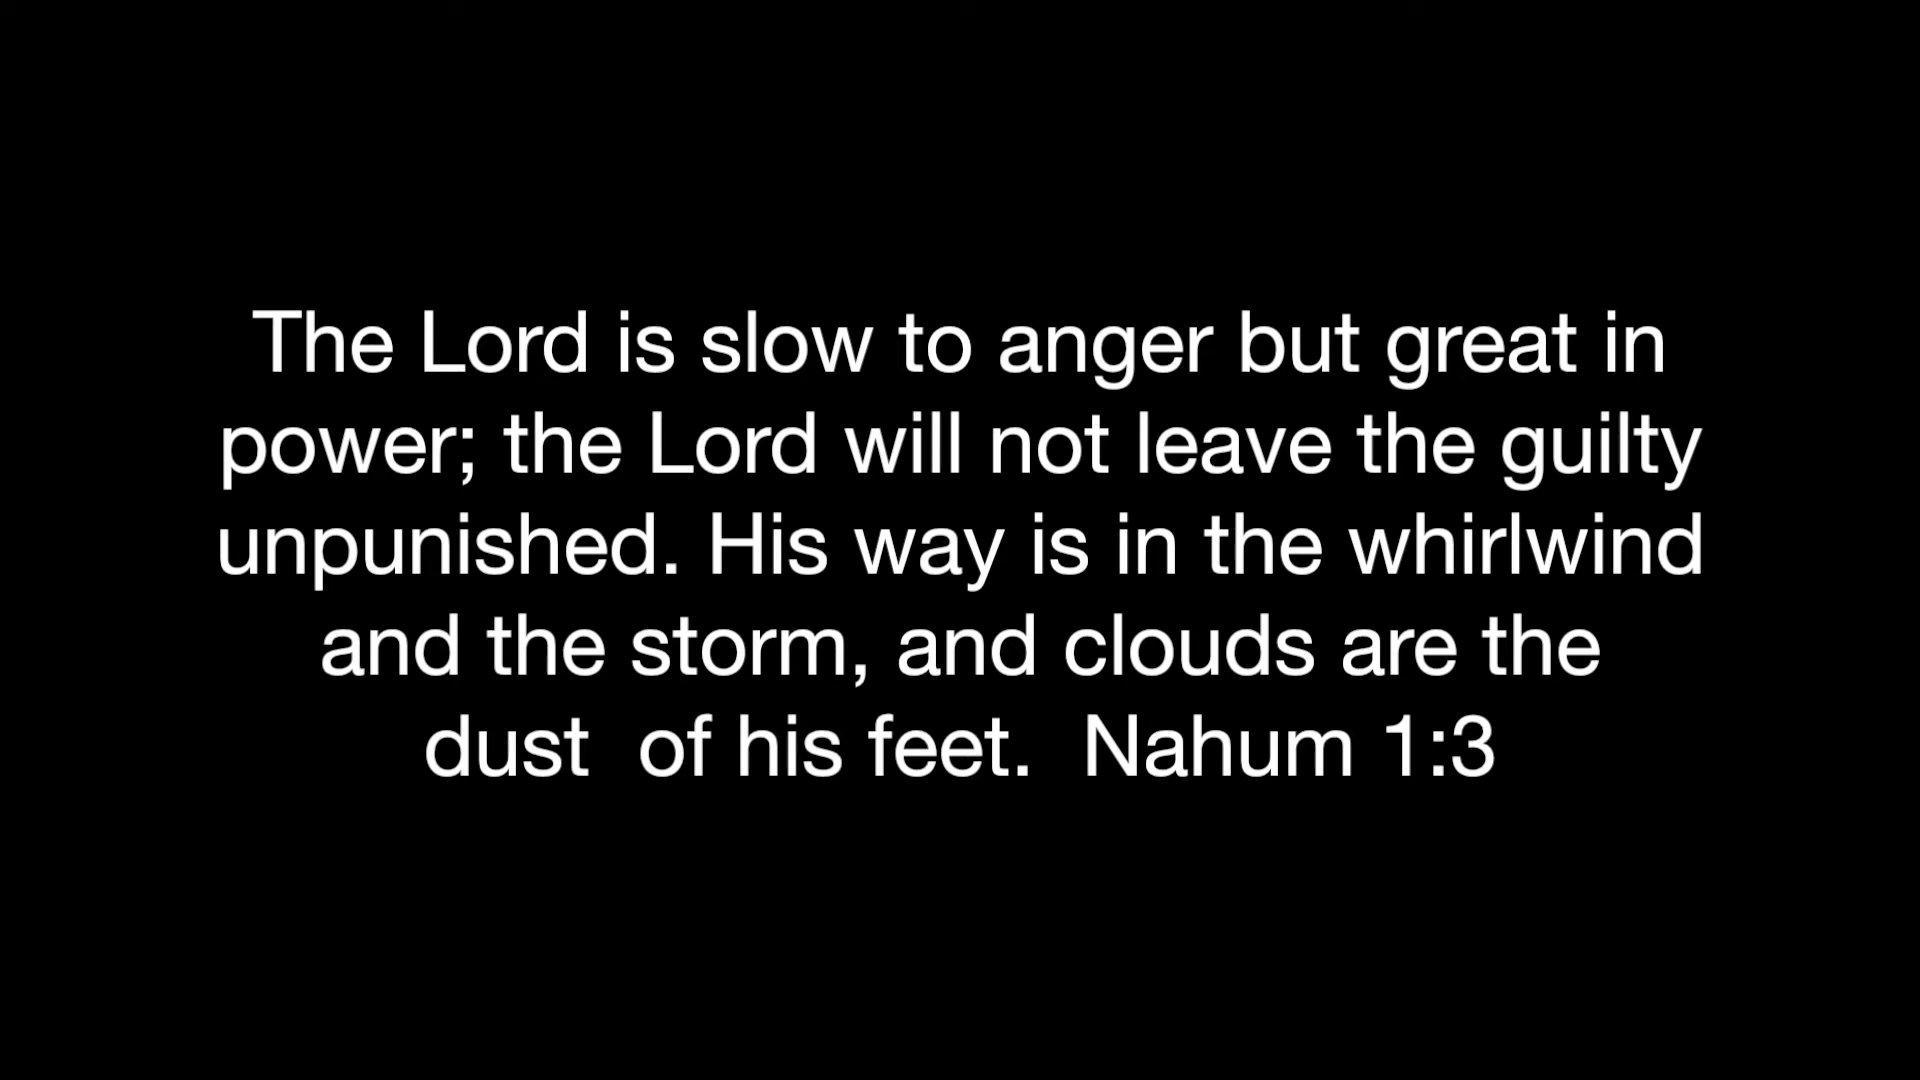 The Lord is slow to anger but great in
power; the Lord will not leave the guilty
unpunished. His way is in the whirlwind
and the storm, and clouds are the
dust  of his feet.  Nahum 1:3